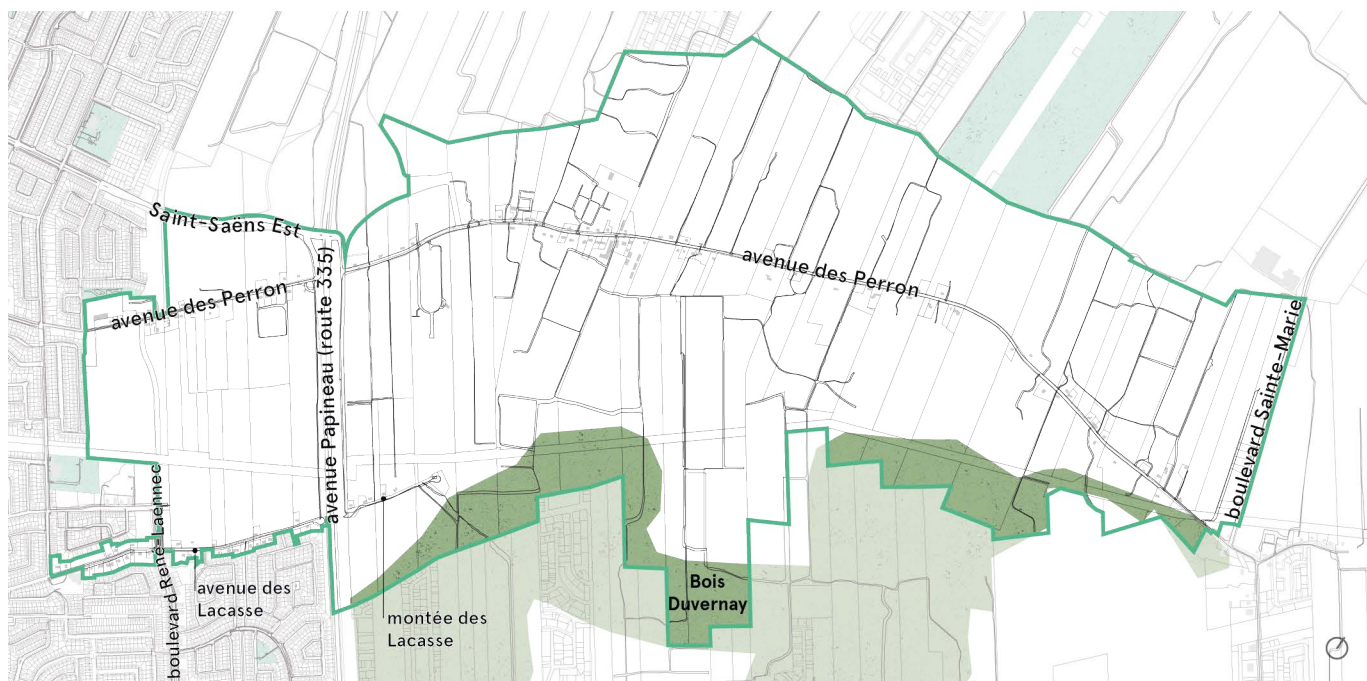 Saint-Saëns Est
avenue des Perron
avenue des Perron
avenue Papineau (route 335)
boulevard Sainte-Marie
boulevard René-Laennec
avenue des
Lacasse
montée des
Lacasse
Bois
Duvernay